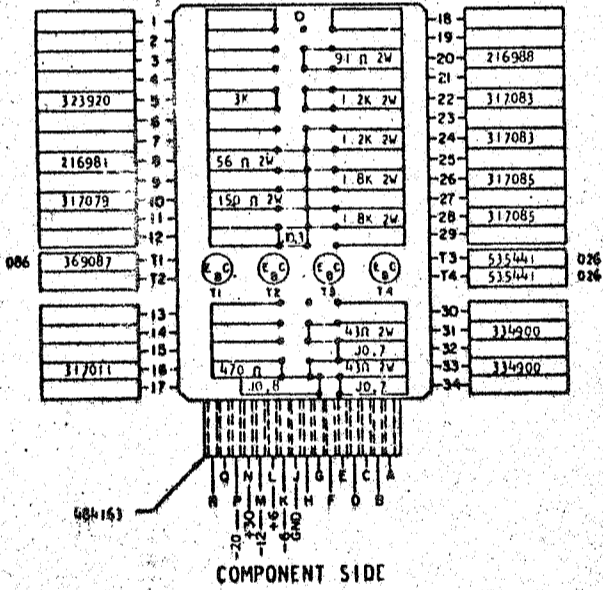 1 18
2 19
3 91 Ω 2W 20 216988
4 21
323920 5 3K 1.2K 2W 22 317083
6 23
7 1.2K 2W 24 317083
216981 8 56 Ω 2W 25
9 1.8K 2W 26 317085
317079 10 150 Ω 2W 27
11 1.8K 2W 28 317085
12 29
086 369087 T1 E B C E B C E B C E B C T3 535441 026
T2 T1 T2 T3 T4 T4 535441 026
13 30
14 43Ω 2W 31 334900
15 J0.7 32
317011 16 470 Ω 43Ω 2W 33 334900
17 J0.8 J0.7 34
R Q P N M L K J H G F E D C B A
-20 +30 -12 +6 -6 GND
COMPONENT SIDE